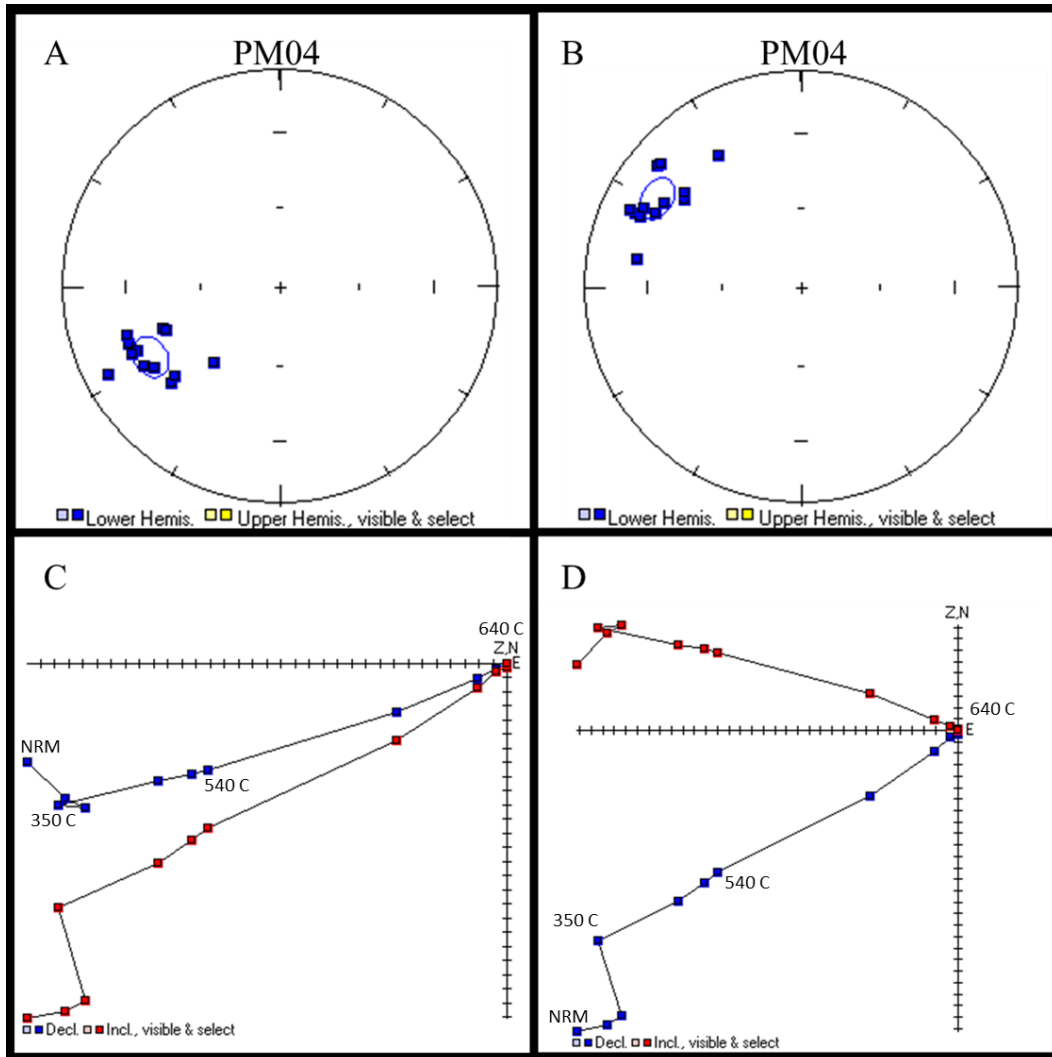 A
PM04
Lower Hemis. Upper Hemis., visible & select
B
PM04
Lower Hemis. Upper Hemis., visible & select
C
640 C
Z,N
E
NRM
540 C
350 C
Decl. Incl., visible & select
D
Z,N
640 C
E
540 C
350 C
NRM
Decl. Incl., visible & select